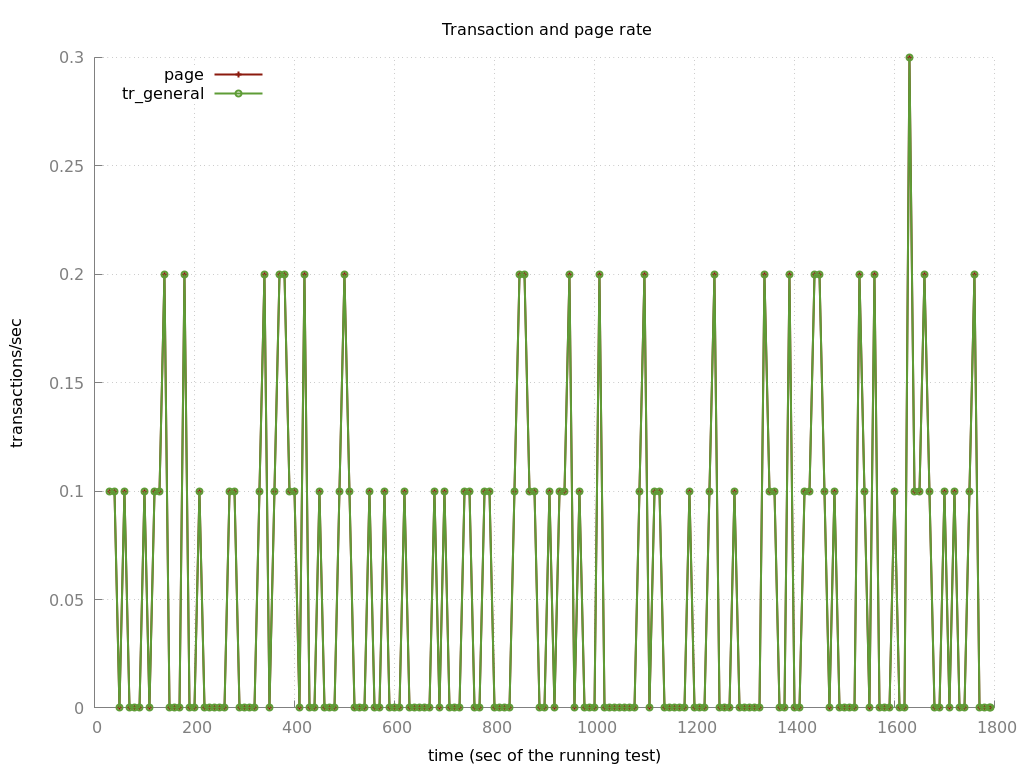 Transaction and page rate
page
tr_general
transactions/sec
0.3
0.25
0.2
0.15
0.1
0.05
0
0 200 400 600 800 1000 1200 1400 1600 1800
time (sec of the running test)